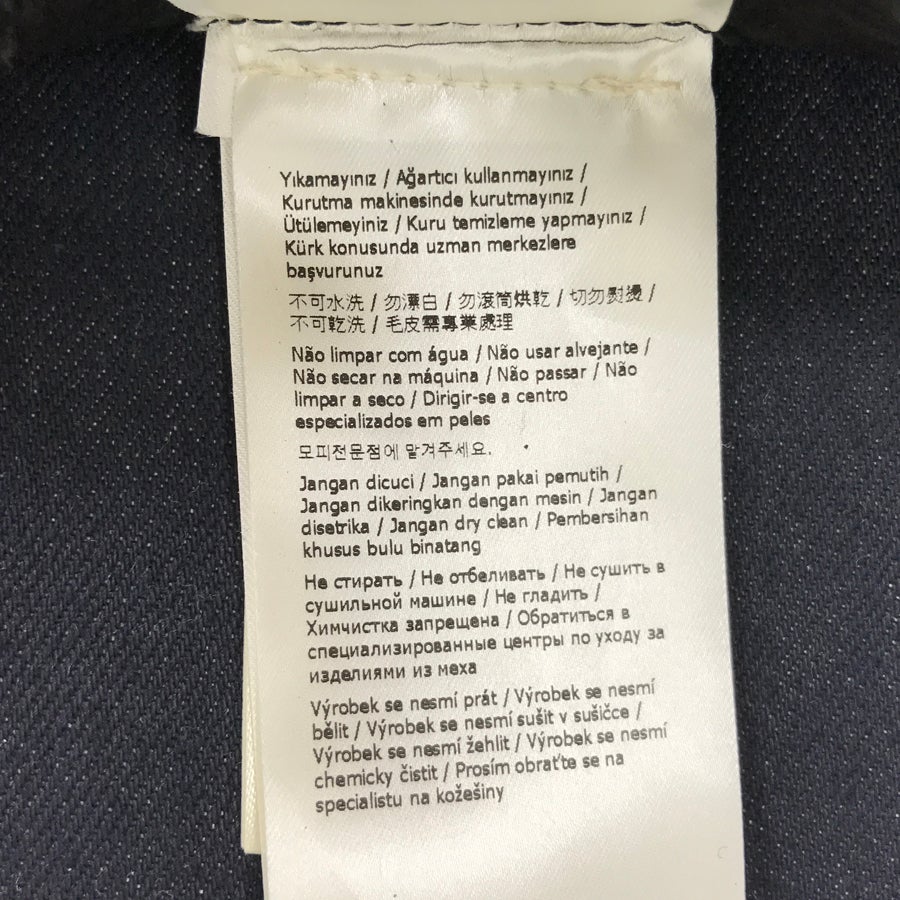 Yıkamayınız / Ağartıcı kullanmayınız /
Kurutma makinesinde kurutmayınız /
Ütülemeyiniz / Kuru temizleme yapmayınız /
Kürk konusunda uzman merkezlere
başvurunuz
不可水洗 / 勿漂白 / 勿滾筒烘乾 / 切勿熨燙 /
不可乾洗 / 毛皮需專業處理
Não limpar com água / Não usar alvejante /
Não secar na máquina / Não passar / Não
limpar a seco / Dirigir-se a centro
especializados em peles
모피전문점에 맡겨주세요.
Jangan dicuci / Jangan pakai pemutih /
Jangan dikeringkan dengan mesin / Jangan
disetrika / Jangan dry clean / Pembersihan
khusus bulu binatang
Не стирать / Не отбеливать / Не сушить в
сушильной машине / Не гладить /
Химчистка запрещена / Обратиться в
специализированные центры по уходу за
изделиями из меха
Výrobek se nesmí prát / Výrobek se nesmí
bělit / Výrobek se nesmí sušit v sušičce /
Výrobek se nesmí žehlit / Výrobek se nesmí
chemicky čistit / Prosím obraťte se na
specialistu na kožešiny